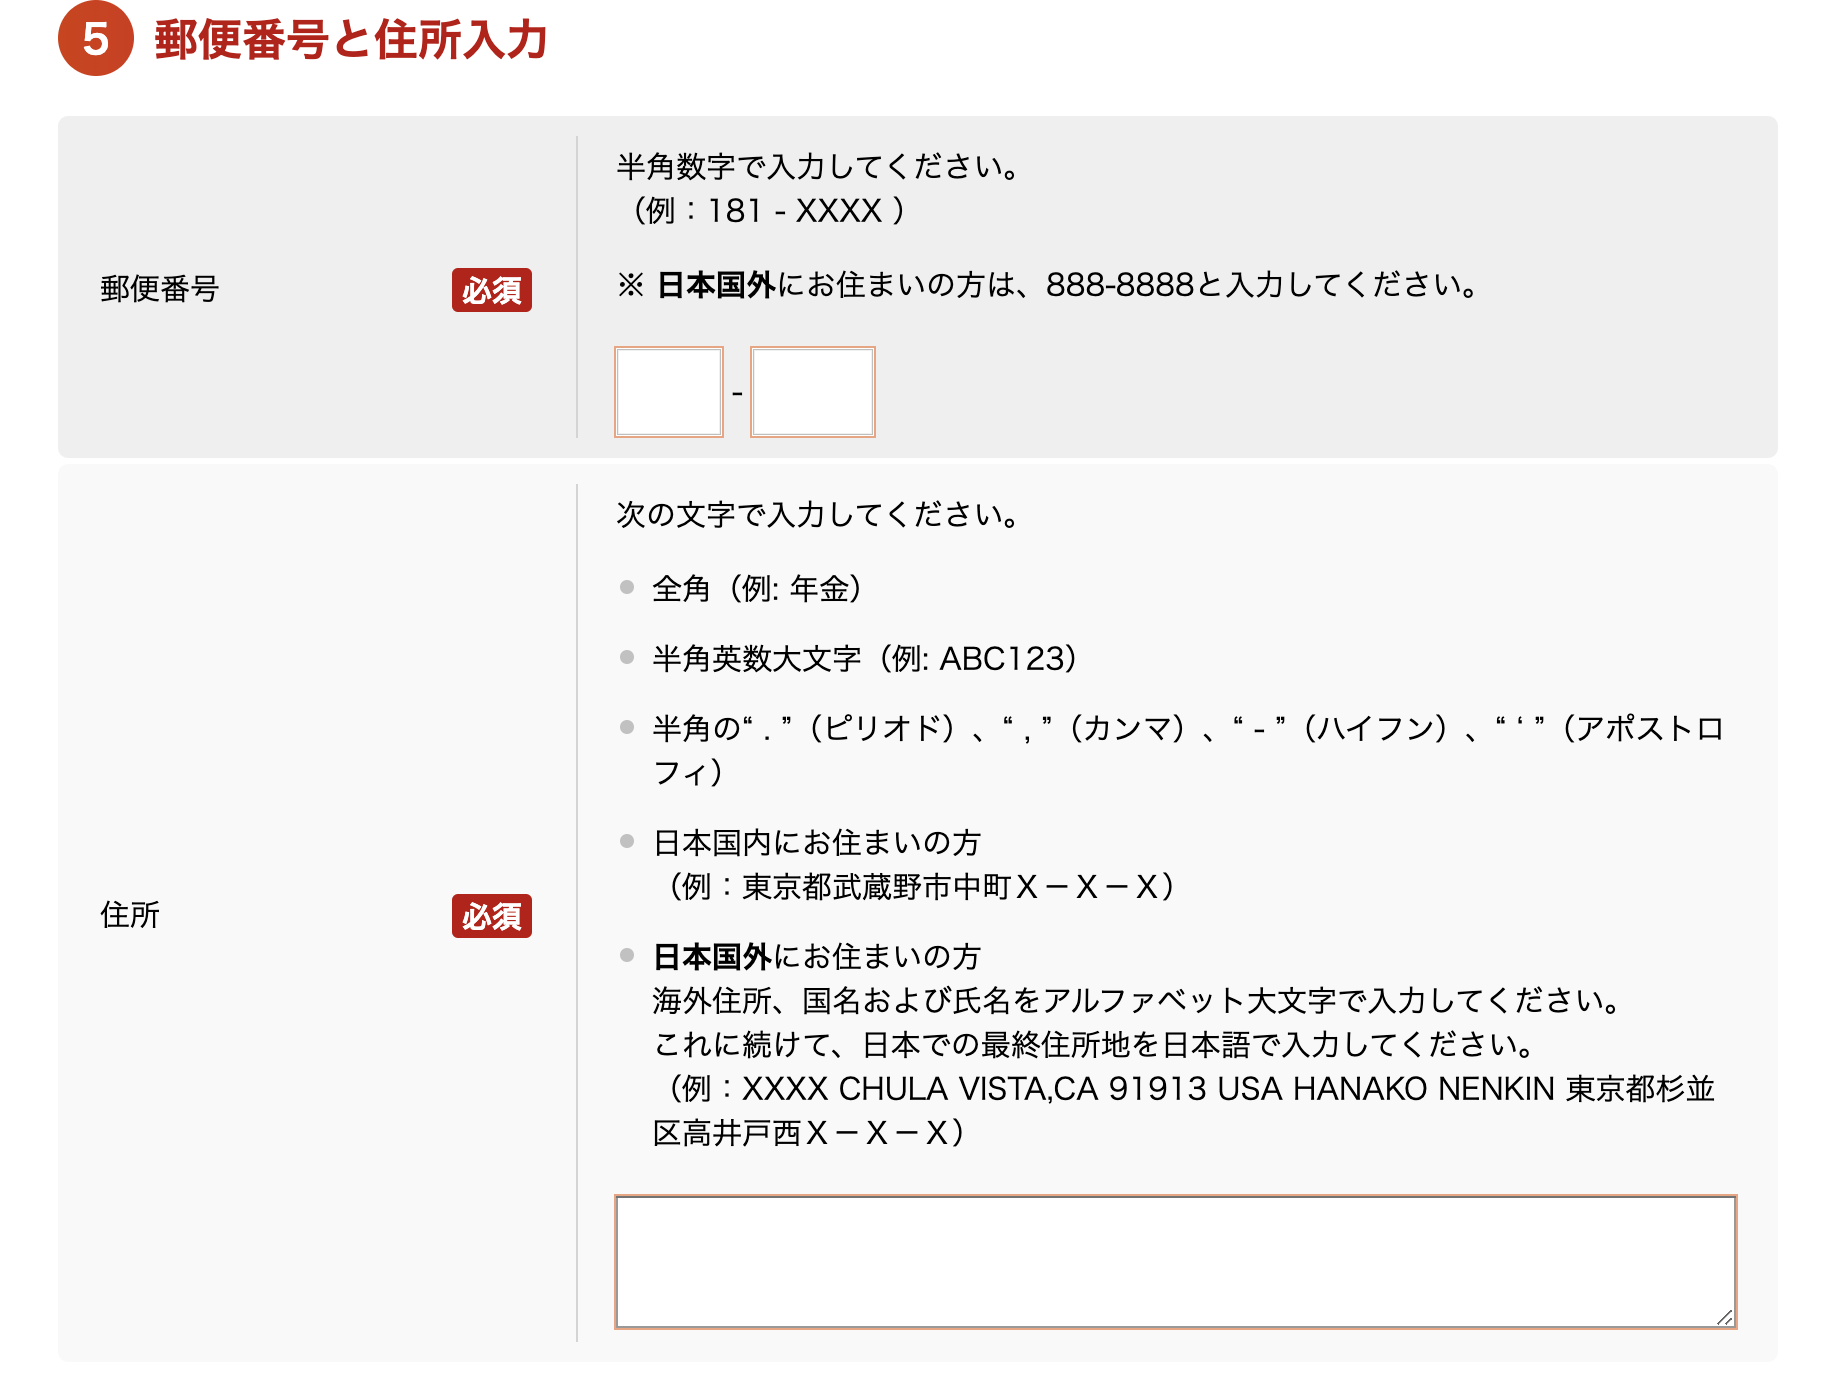 5 郵便番号と住所入力
半角数字で入力してください。
（例：181 - XXXX ）
郵便番号 必須
※ 日本国外にお住まいの方は、888-8888と入力してください。
-
次の文字で入力してください。
全角（例: 年金）
半角英数大文字（例: ABC123）
半角の“ . ”（ピリオド）、“ , ”（カンマ）、“ - ”（ハイフン）、“ ‘ ”（アポストロ
フィ）
日本国内にお住まいの方
（例：東京都武蔵野市中町Ｘ－Ｘ－Ｘ）
住所 必須
日本国外にお住まいの方
海外住所、国名および氏名をアルファベット大文字で入力してください。
これに続けて、日本での最終住所地を日本語で入力してください。
（例：XXXX CHULA VISTA,CA 91913 USA HANAKO NENKIN 東京都杉並
区高井戸西Ｘ－Ｘ－Ｘ）